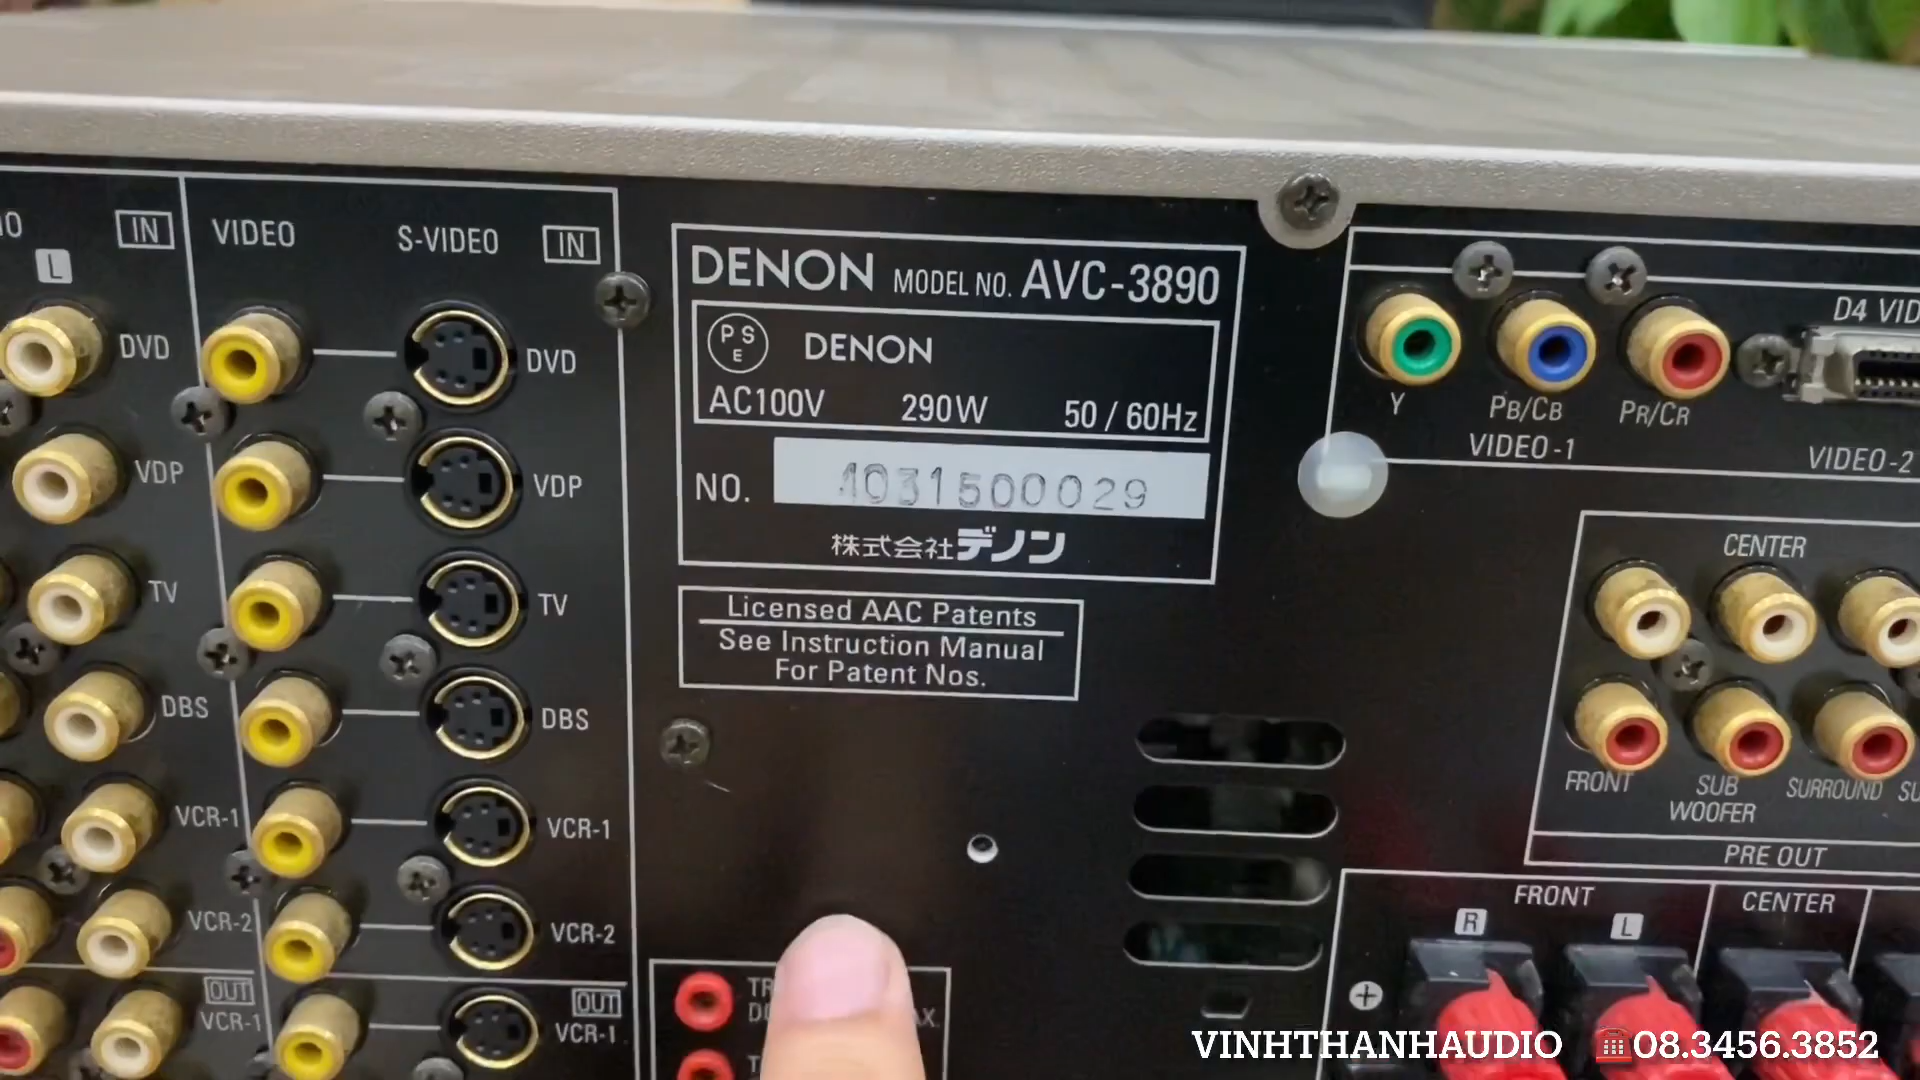 IN
L
DVD
VDP
TV
DBS
VCR-1
VCR-2
OUT
VCR-1
VIDEO
S-VIDEO
IN
DVD
VDP
TV
DBS
VCR-1
VCR-2
OUT
VCR-1
DENON MODEL NO. AVC-3890
PSE
DENON
AC100V 290W 50 / 60Hz
NO. 4031500029
株式会社デノン
Licensed AAC Patents
See Instruction Manual
For Patent Nos.
D4 VID
Y
PB/CB
PR/CR
VIDEO-1
VIDEO-2
CENTER
FRONT
SUB
WOOFER
SURROUND
PRE OUT
FRONT
CENTER
R
L
VINHTHANHAUDIO ☎08.3456.3852